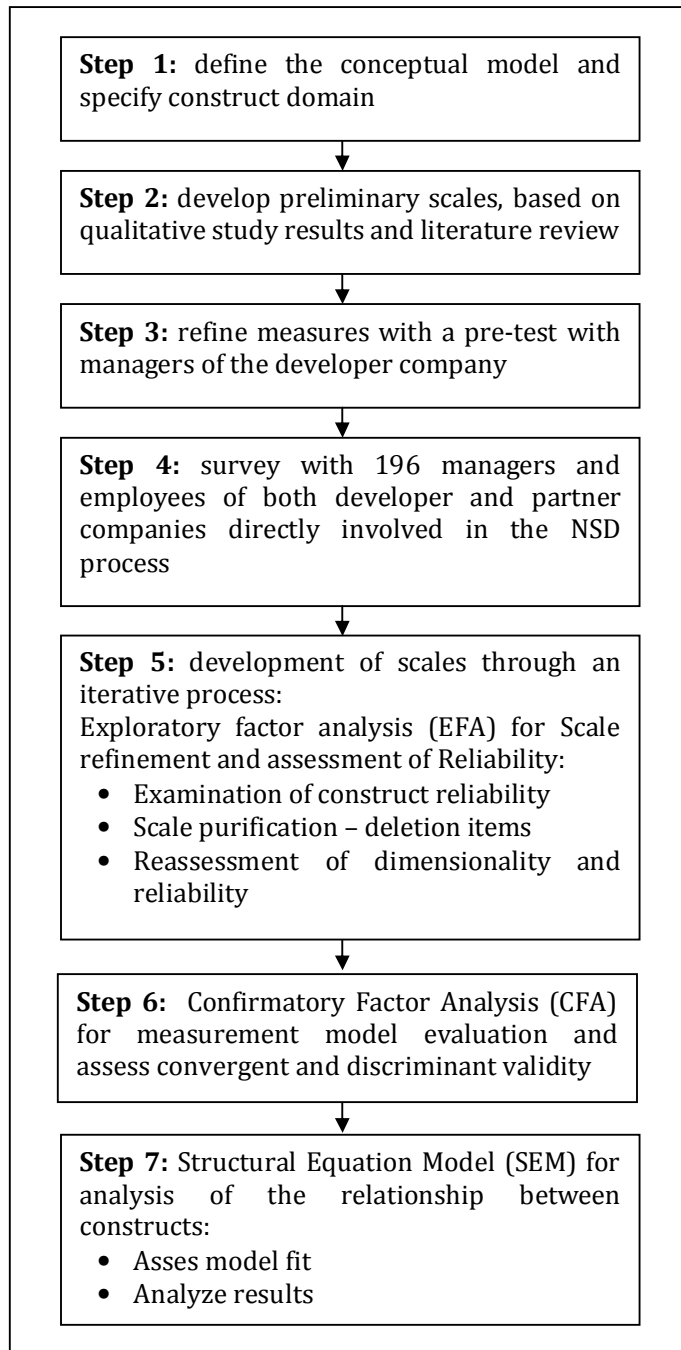 Step 1: define the conceptual model and
specify construct domain
Step 2: develop preliminary scales, based on
qualitative study results and literature review
Step 3: refine measures with a pre-test with
managers of the developer company
Step 4: survey with 196 managers and
employees of both developer and partner
companies directly involved in the NSD
process
Step 5: development of scales through an
iterative process:
Exploratory factor analysis (EFA) for Scale
refinement and assessment of Reliability:
• Examination of construct reliability
• Scale purification – deletion items
• Reassessment of dimensionality and
reliability
Step 6: Confirmatory Factor Analysis (CFA)
for measurement model evaluation and
assess convergent and discriminant validity
Step 7: Structural Equation Model (SEM) for
analysis of the relationship between
constructs:
• Asses model fit
• Analyze results